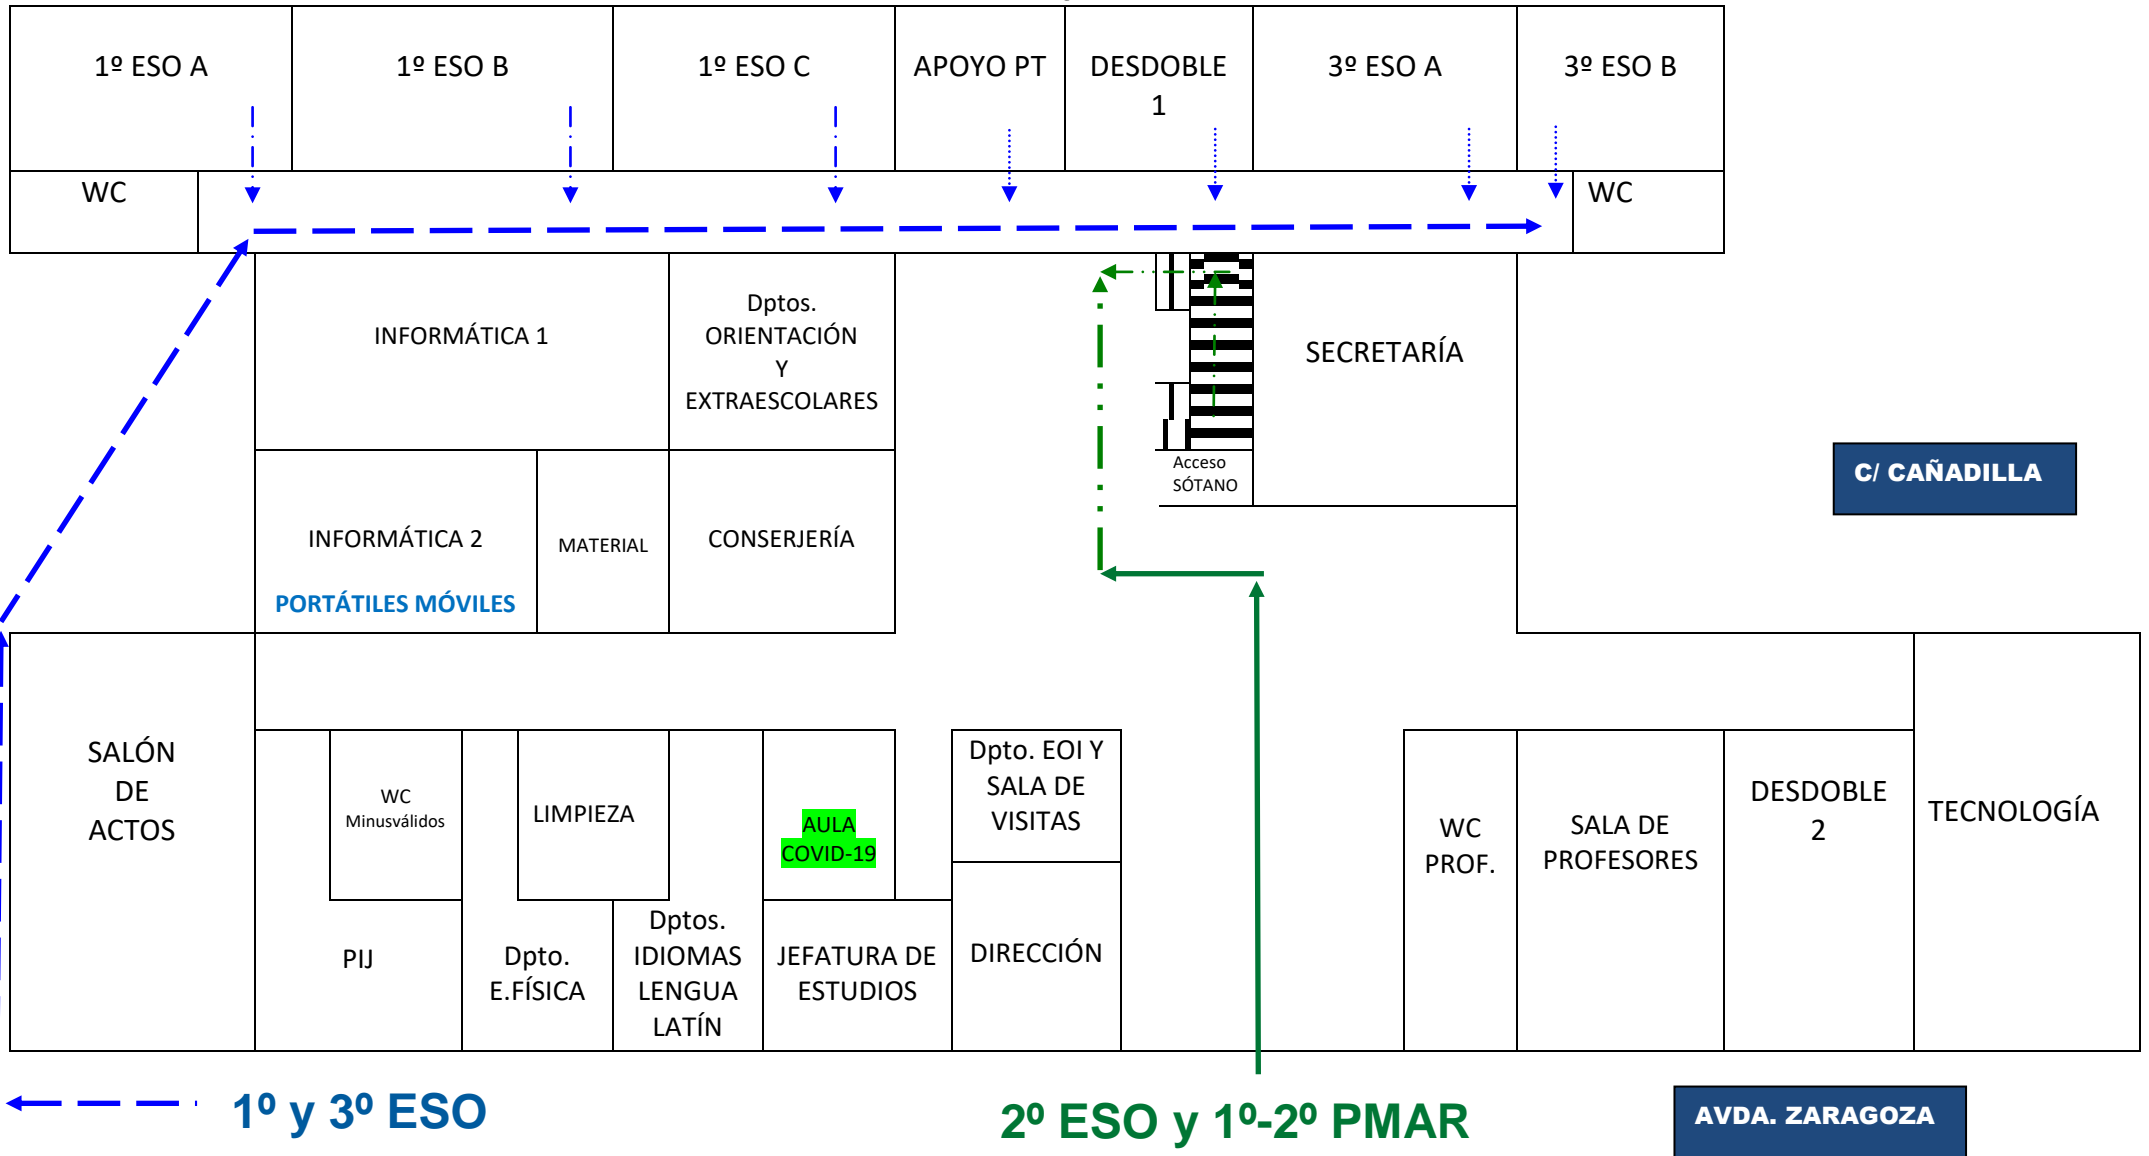 1º ESO A
1º ESO B
1º ESO C
APOYO PT
DESDOBLE
1
3º ESO A
3º ESO B
WC
WC
INFORMÁTICA 1
Dptos.
ORIENTACIÓN
Y
EXTRAESCOLARES
SECRETARÍA
Acceso
SÓTANO
C/ CAÑADILLA
INFORMÁTICA 2
PORTÁTILES MÓVILES
MATERIAL
CONSERJERÍA
SALÓN
DE
ACTOS
WC
Minusválidos
LIMPIEZA
AULA
COVID-19
Dpto. EOI Y
SALA DE
VISITAS
WC
PROF.
SALA DE
PROFESORES
DESDOBLE
2
TECNOLOGÍA
PIJ
Dpto.
E.FÍSICA
Dptos.
IDIOMAS
LENGUA
LATÍN
JEFATURA DE
ESTUDIOS
DIRECCIÓN
1º y 3º ESO
2º ESO y 1º-2º PMAR
AVDA. ZARAGOZA